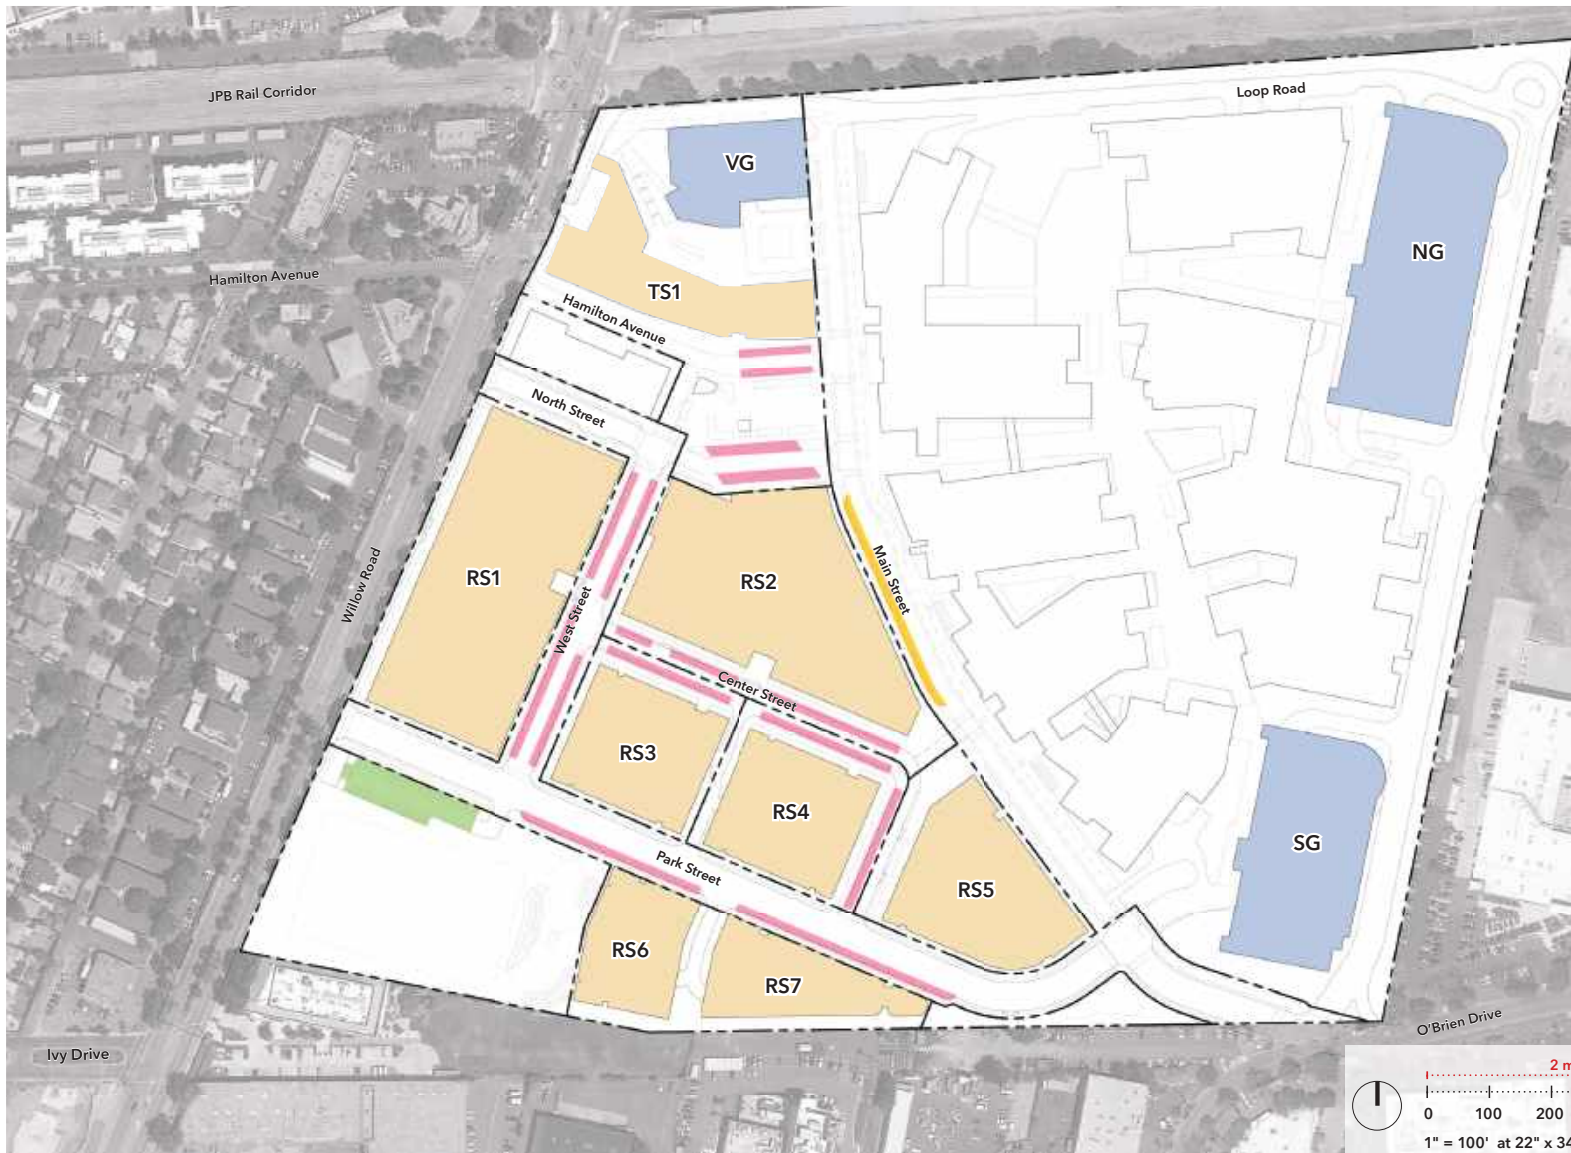 JPB Rail Corridor
Loop Road
VG
NG
Hamilton Avenue
TS1
Hamilton Avenue
North Street
RS1
RS2
Main Street
Willow Road
West Street
Center Street
RS3
RS4
SG
Park Street
RS5
RS6
RS7
O'Brien Drive
Ivy Drive
2 m
0 100 200
1" = 100' at 22" x 34